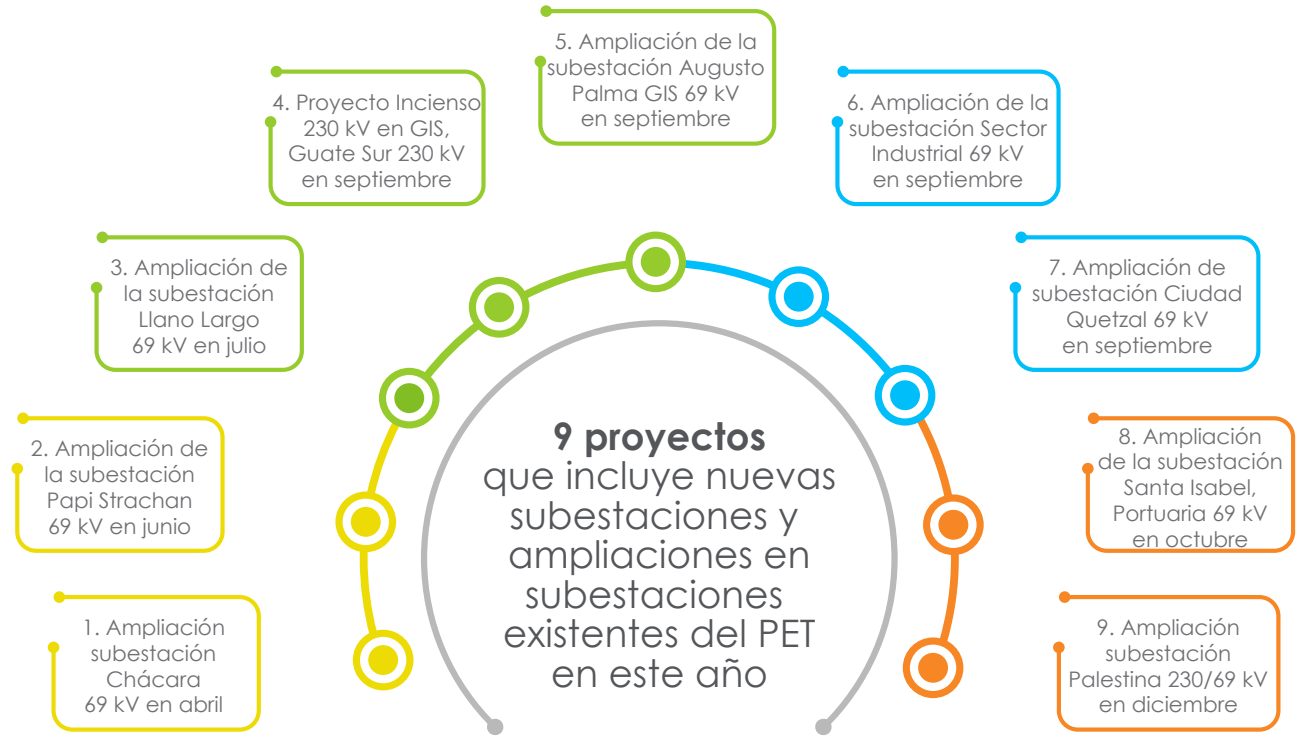 1. Ampliación
subestación
Chácara
69 kV en abril
2. Ampliación de
la subestación
Papi Strachan
69 kV en junio
3. Ampliación de
la subestación
Llano Largo
69 kV en julio
4. Proyecto Incienso
230 kV en GIS,
Guate Sur 230 kV
en septiembre
5. Ampliación de la
subestación Augusto
Palma GIS 69 kV
en septiembre
6. Ampliación de la
subestación Sector
Industrial 69 kV
en septiembre
7. Ampliación de
subestación Ciudad
Quetzal 69 kV
en septiembre
8. Ampliación
de la subestación
Santa Isabel,
Portuaria 69 kV
en octubre
9. Ampliación
subestación
Palestina 230/69 kV
en diciembre
9 proyectos
que incluye nuevas
subestaciones y
ampliaciones en
subestaciones
existentes del PET
en este año